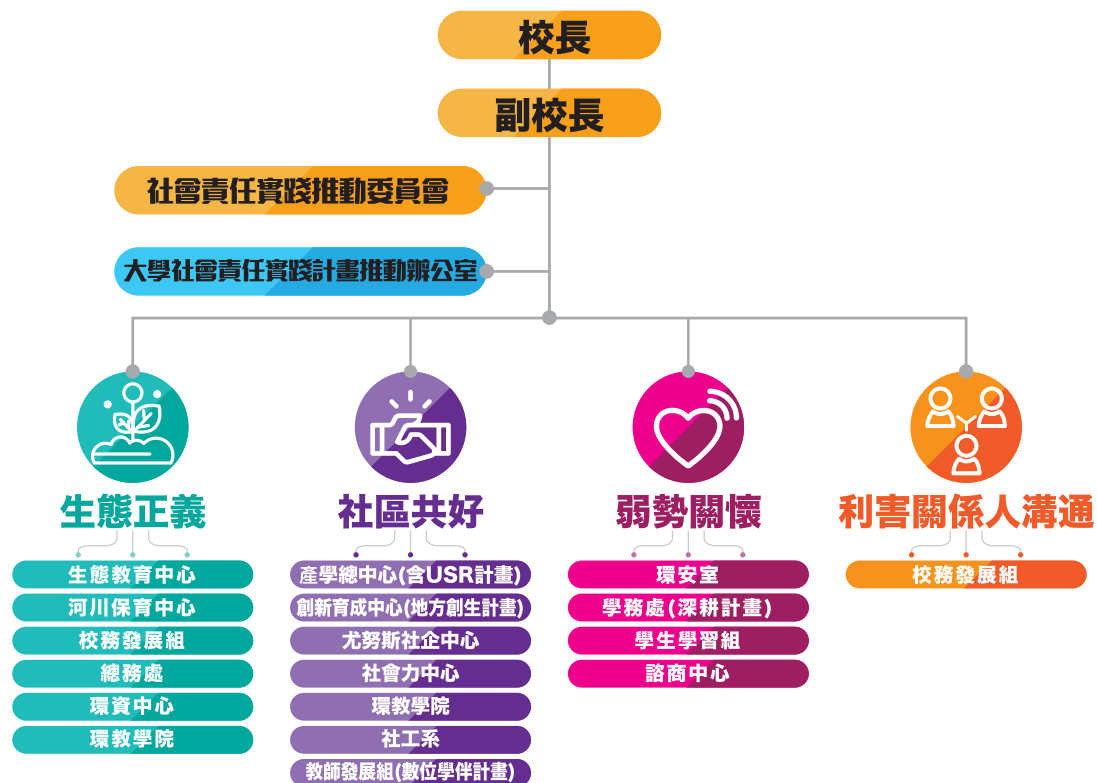 校長
副校長
社會責任實踐推動委員會
大學社會責任實踐計畫推動辦公室
生態正義
生態教育中心
河川保育中心
校務發展組
總務處
環資中心
環教學院
社區共好
產學總中心(含USR計畫)
創新育成中心(地方創生計畫)
尤努斯社企中心
社會力中心
環教學院
社工系
教師發展組(數位學伴計畫)
弱勢關懷
環安室
學務處(深耕計畫)
學生學習組
諮商中心
利害關係人溝通
校務發展組